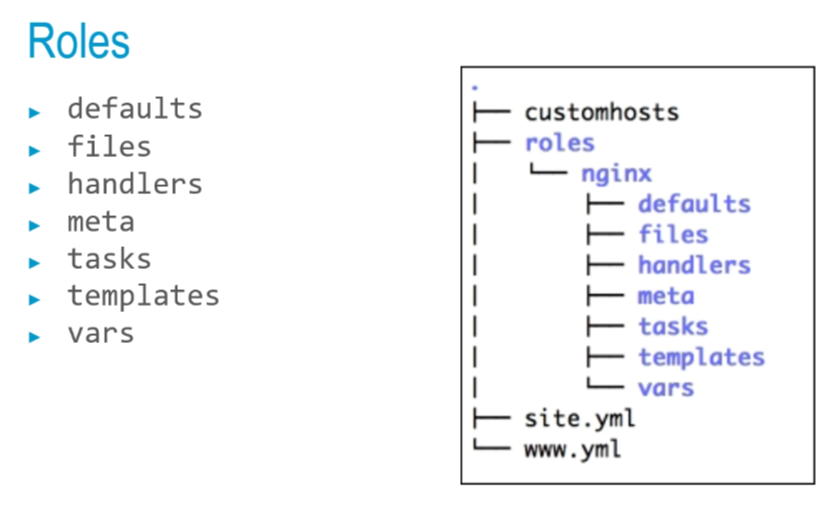 Roles
► defaults
► files
► handlers
► meta
► tasks
► templates
► vars
.
├── customhosts
├── roles
│   └── nginx
│       ├── defaults
│       ├── files
│       ├── handlers
│       ├── meta
│       ├── tasks
│       ├── templates
│       └── vars
├── site.yml
└── www.yml